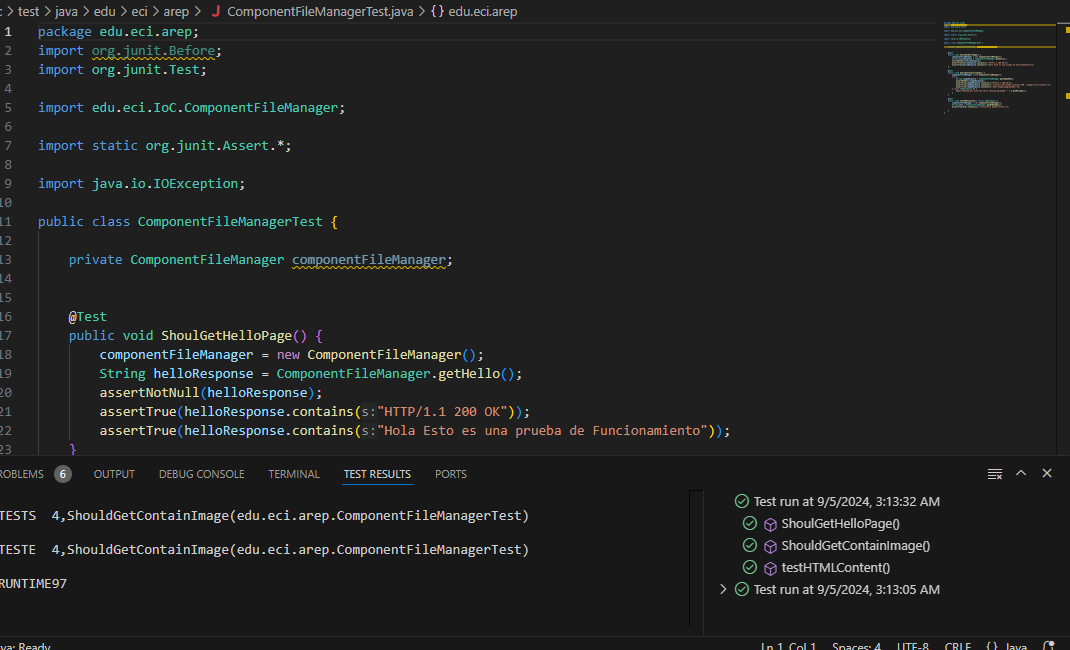 test > java > edu > eci > arep > J ComponentFileManagerTest.java > {} edu.eci.arep
1 package edu.eci.arep;
2 import org.junit.Before;
3 import org.junit.Test;
4
5 import edu.eci.IoC.ComponentFileManager;
6
7 import static org.junit.Assert.*;
8
9 import java.io.IOException;
10
11 public class ComponentFileManagerTest {
12
13 private ComponentFileManager componentFileManager;
14
15
16 @Test
17 public void ShoulGetHelloPage() {
18 componentFileManager = new ComponentFileManager();
19 String helloResponse = ComponentFileManager.getHello();
20 assertNotNull(helloResponse);
21 assertTrue(helloResponse.contains(s:"HTTP/1.1 200 OK"));
22 assertTrue(helloResponse.contains(s:"Hola Esto es una prueba de Funcionamiento"));
23 }
ROBLEMS 6 OUTPUT DEBUG CONSOLE TERMINAL TEST RESULTS PORTS
TESTS 4,ShouldGetContainImage(edu.eci.arep.ComponentFileManagerTest)
TESTE 4,ShouldGetContainImage(edu.eci.arep.ComponentFileManagerTest)
RUNTIME97
Test run at 9/5/2024, 3:13:32 AM
ShoulGetHelloPage()
ShouldGetContainImage()
testHTMLContent()
Test run at 9/5/2024, 3:13:05 AM
va: Ready Ln 1, Col 1 Spaces: 4 UTF-8 CRLF {} Java